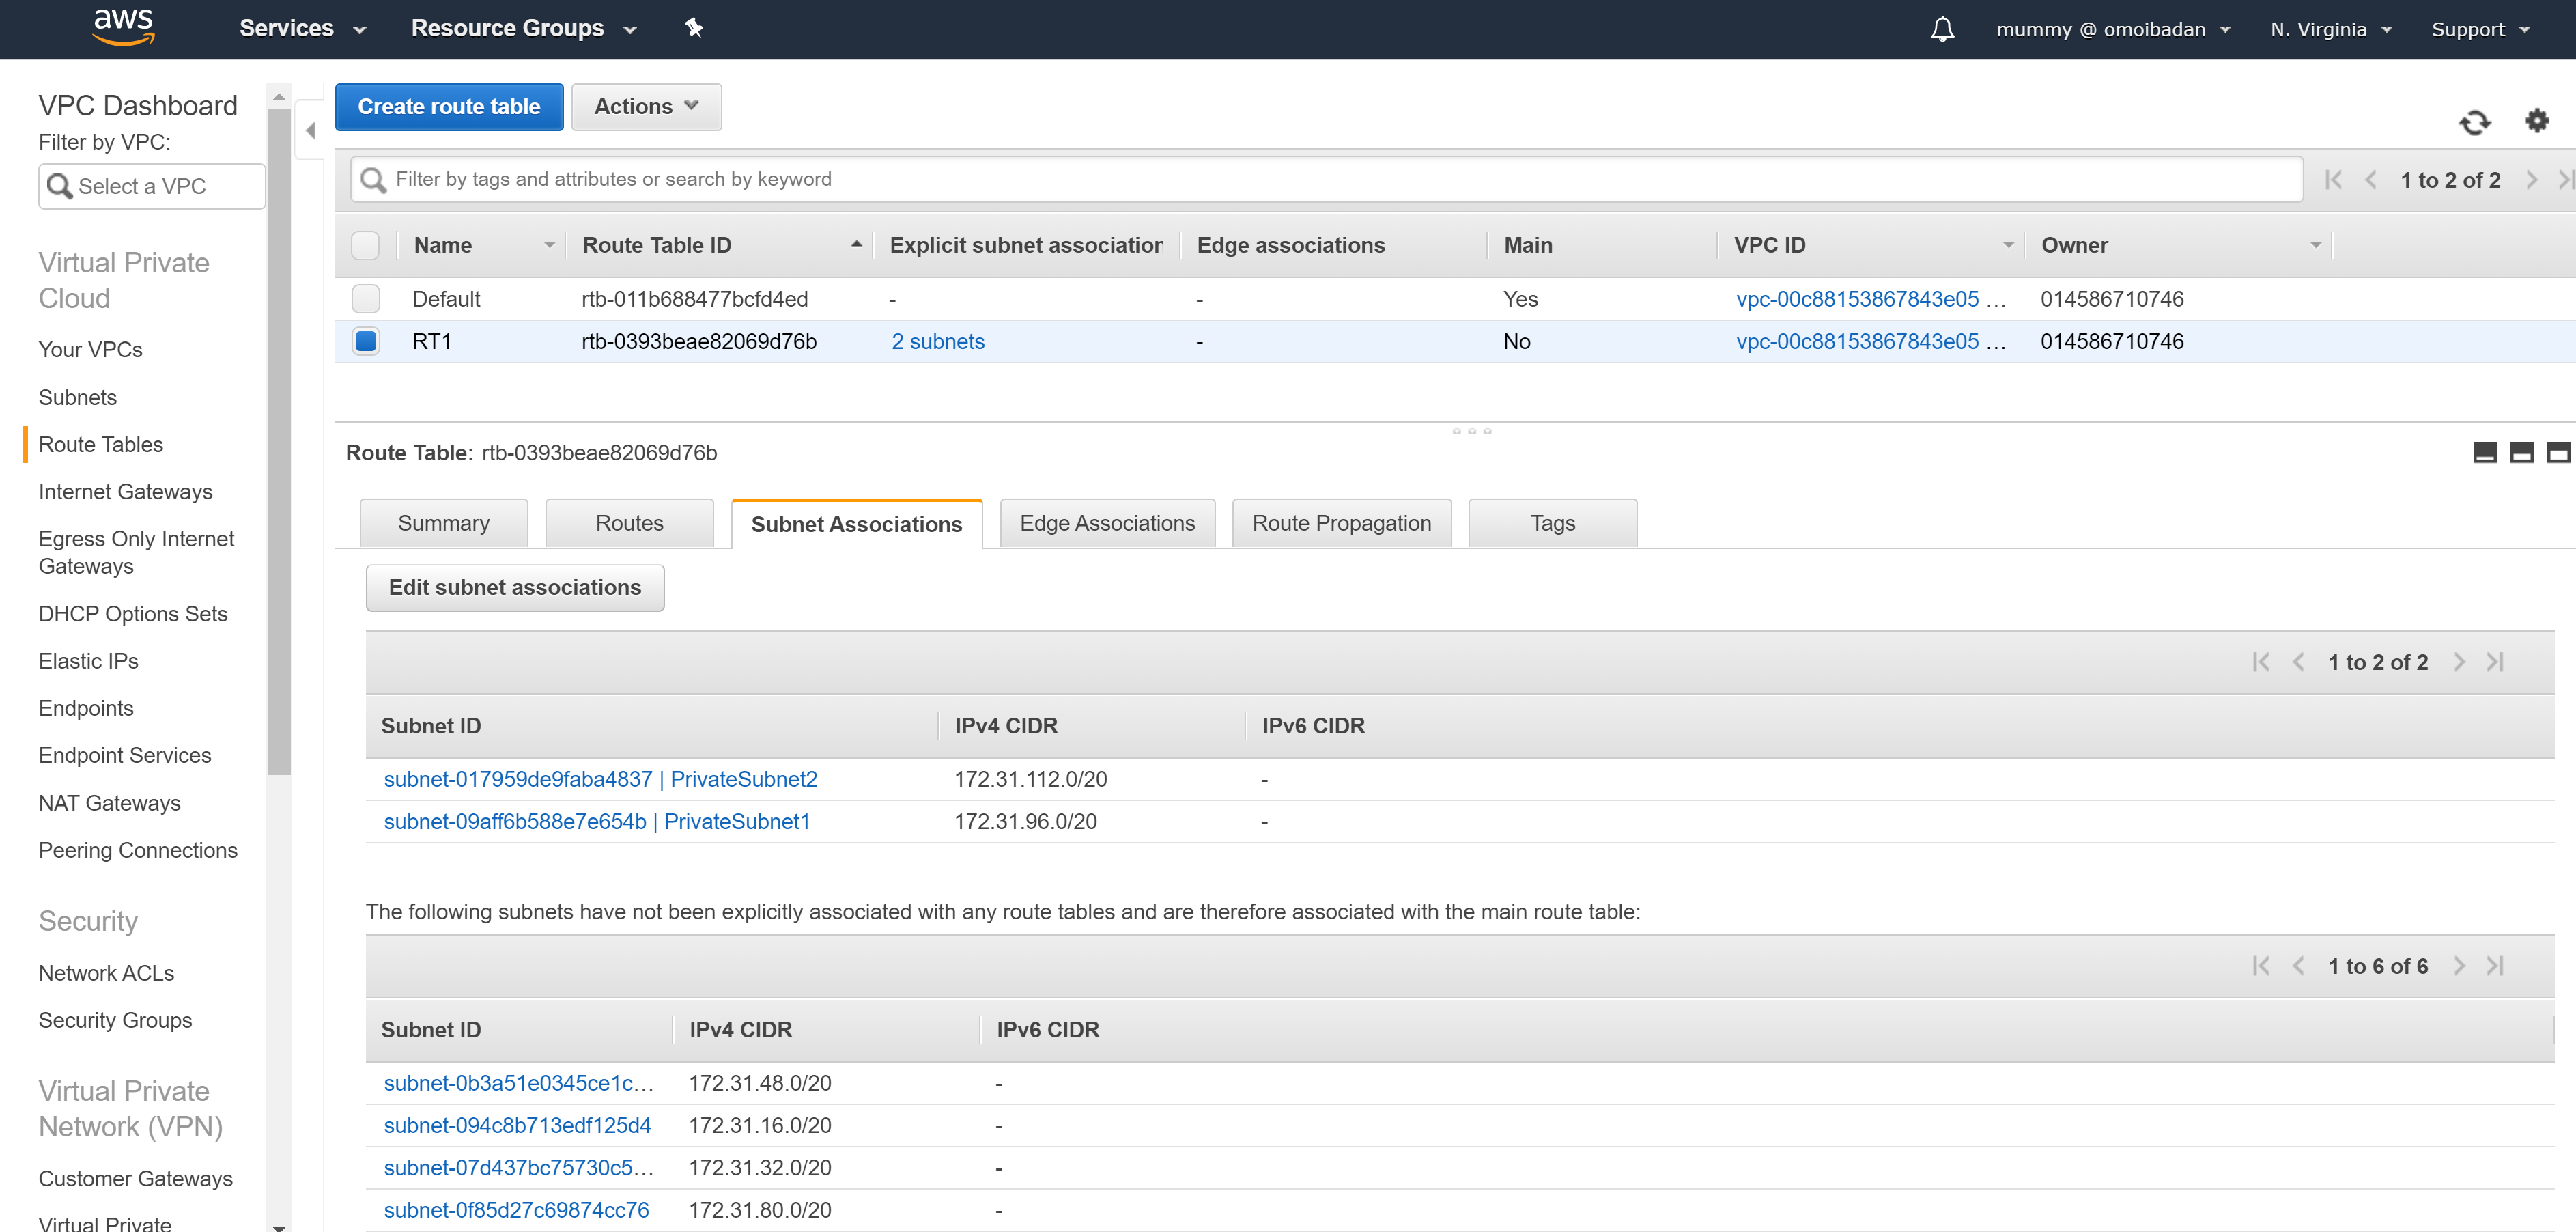 aws Services Resource Groups mummy @ omoibadan N. Virginia Support
VPC Dashboard
Filter by VPC:
Select a VPC
Virtual Private
Cloud
Your VPCs
Subnets
Route Tables
Internet Gateways
Egress Only Internet
Gateways
DHCP Options Sets
Elastic IPs
Endpoints
Endpoint Services
NAT Gateways
Peering Connections
Security
Network ACLs
Security Groups
Virtual Private
Network (VPN)
Customer Gateways
Virtual Private
Create route table Actions
Filter by tags and attributes or search by keyword 1 to 2 of 2
Name Route Table ID Explicit subnet association Edge associations Main VPC ID Owner
Default rtb-011b688477bcfd4ed - - Yes vpc-00c88153867843e05 ... 014586710746
RT1 rtb-0393beae82069d76b 2 subnets - No vpc-00c88153867843e05 ... 014586710746
Route Table: rtb-0393beae82069d76b
Summary Routes Subnet Associations Edge Associations Route Propagation Tags
Edit subnet associations
1 to 2 of 2
Subnet ID IPv4 CIDR IPv6 CIDR
subnet-017959de9faba4837 | PrivateSubnet2 172.31.112.0/20 -
subnet-09aff6b588e7e654b | PrivateSubnet1 172.31.96.0/20 -
The following subnets have not been explicitly associated with any route tables and are therefore associated with the main route table:
1 to 6 of 6
Subnet ID IPv4 CIDR IPv6 CIDR
subnet-0b3a51e0345ce1c... 172.31.48.0/20 -
subnet-094c8b713edf125d4 172.31.16.0/20 -
subnet-07d437bc75730c5... 172.31.32.0/20 -
subnet-0f85d27c69874cc76 172.31.80.0/20 -